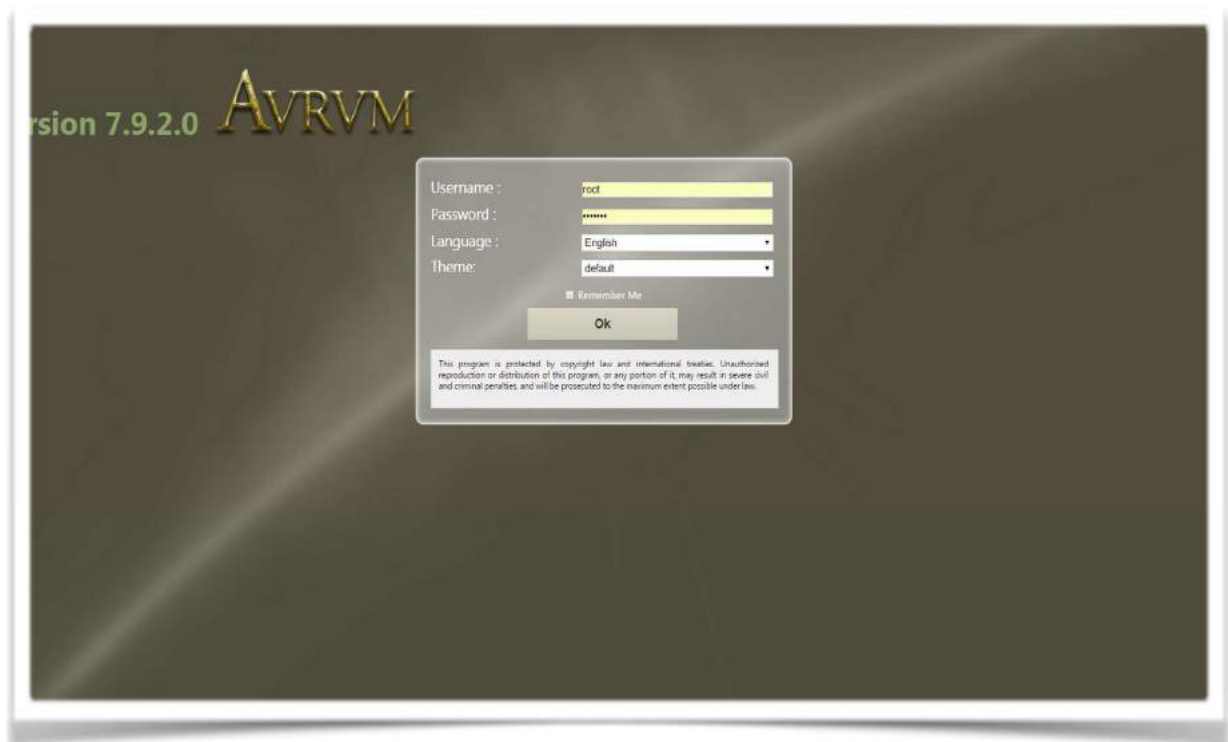 AVRVM
rsion 7.9.2.0
Username :
root
Password :
•••••••
Language :
English
Theme:
default
Remember Me
Ok
This program is protected by copyright law and international treaties. Unauthorized
reproduction or distribution of this program, or any portion of it, may result in severe civil
and criminal penalties, and will be prosecuted to the maximum extent possible under law.